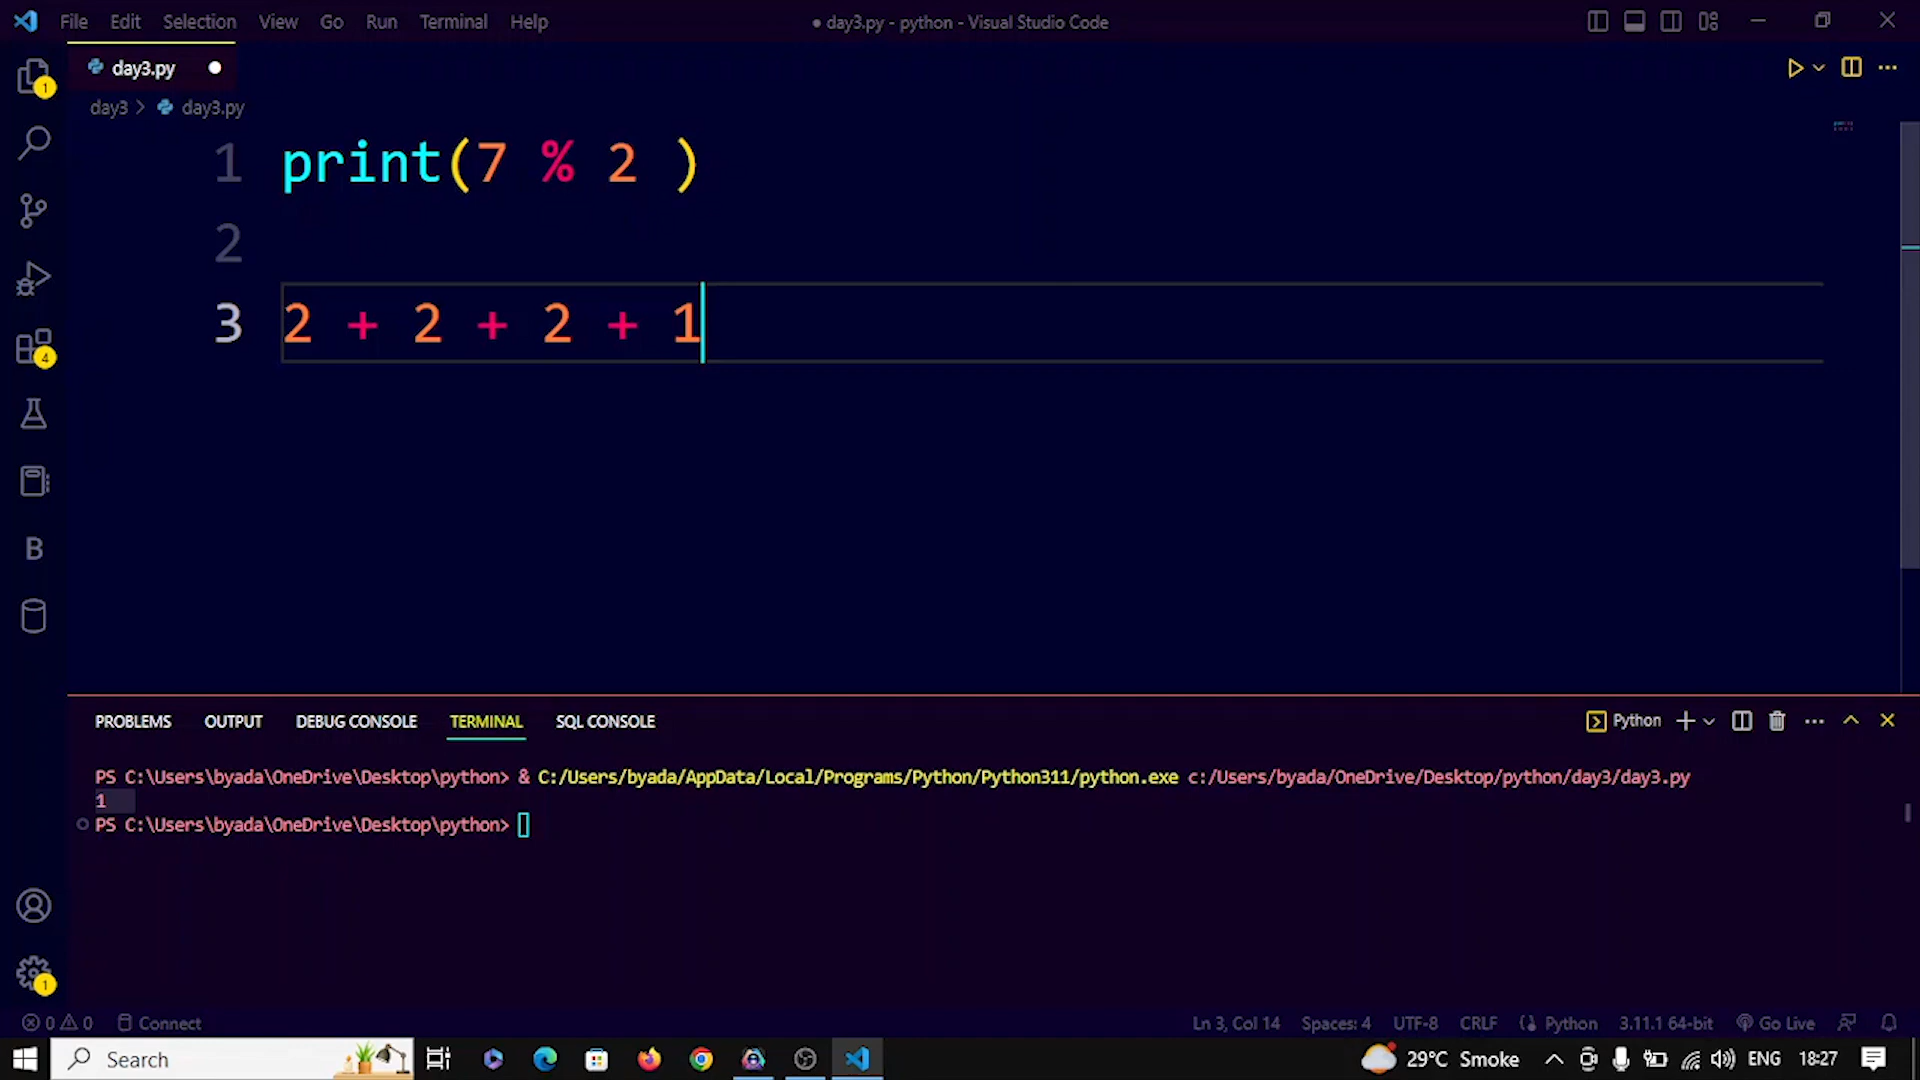 File Edit Selection View Go Run Terminal Help ● day3.py - python - Visual Studio Code
day3.py
day3 > day3.py
1 print(7 % 2 )
2
3 2 + 2 + 2 + 1
1
4
B
1
PROBLEMS OUTPUT DEBUG CONSOLE TERMINAL SQL CONSOLE Python
PS C:\Users\byada\OneDrive\Desktop\python> & C:/Users/byada/AppData/Local/Programs/Python/Python311/python.exe c:/Users/byada/OneDrive/Desktop/python/day3/day3.py
1
PS C:\Users\byada\OneDrive\Desktop\python>
0 0 Connect Ln 3, Col 14 Spaces: 4 UTF-8 CRLF Python 3.11.1 64-bit Go Live
Search 29°C Smoke ENG 18:27